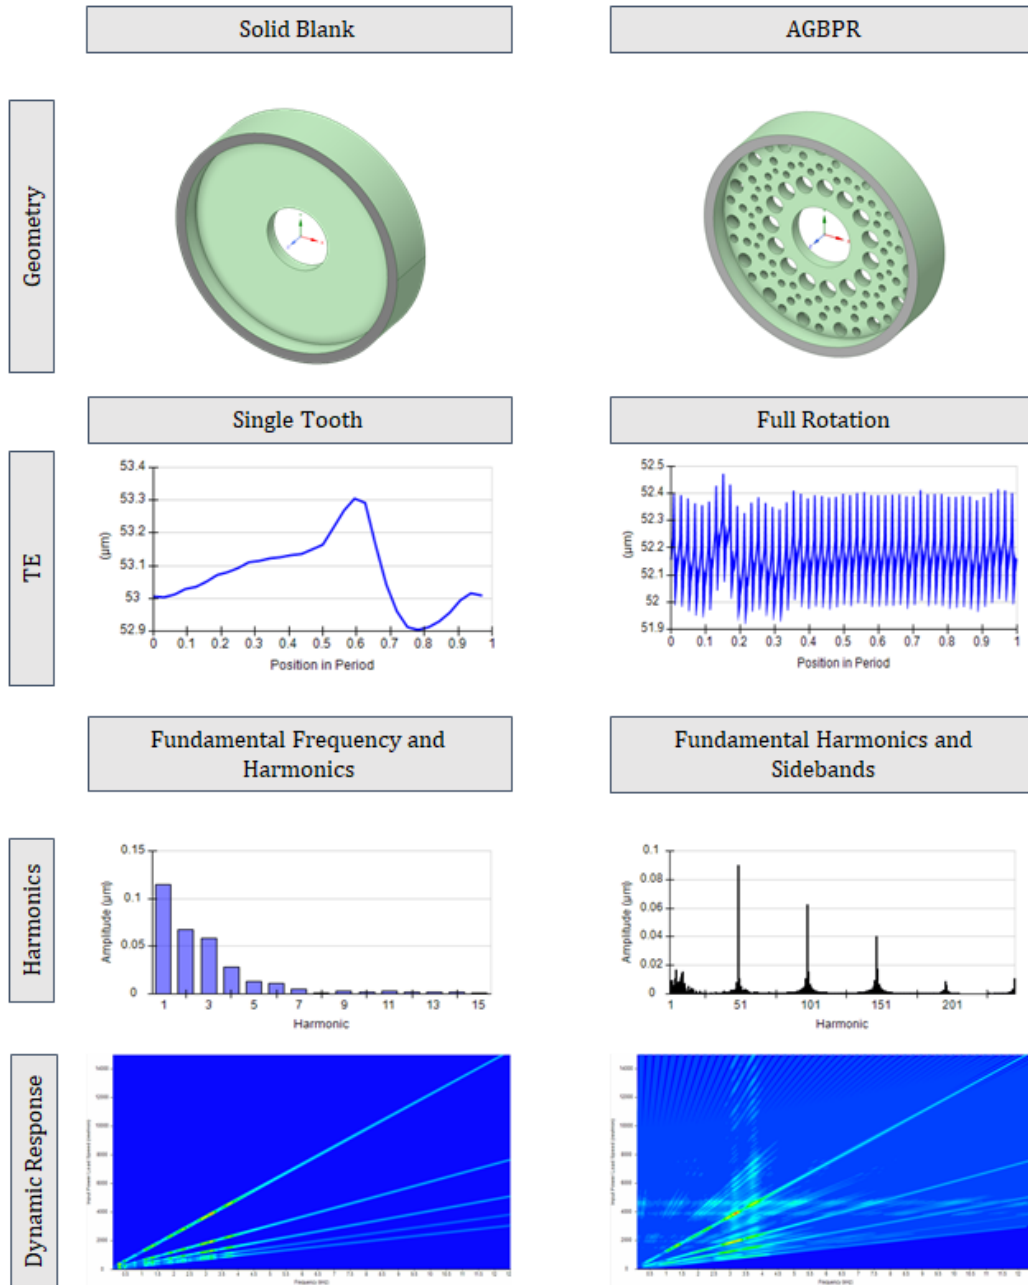 Solid Blank
AGBPR
Geometry
Single Tooth
Full Rotation
TE
53.4
53.3
53.2
53.1
53
52.9
(µm)
0 0.1 0.2 0.3 0.4 0.5 0.6 0.7 0.8 0.9 1
Position in Period
52.5
52.4
52.3
52.2
52.1
52
51.9
(µm)
0 0.1 0.2 0.3 0.4 0.5 0.6 0.7 0.8 0.9 1
Position in Period
Fundamental Frequency and
Harmonics
Fundamental Harmonics and
Sidebands
Harmonics
0.15
0.1
0.05
0
Amplitude (µm)
1 3 5 7 9 11 13 15
Harmonic
0.1
0.08
0.06
0.04
0.02
0
Amplitude (µm)
1 51 101 151 201
Harmonic
Dynamic Response